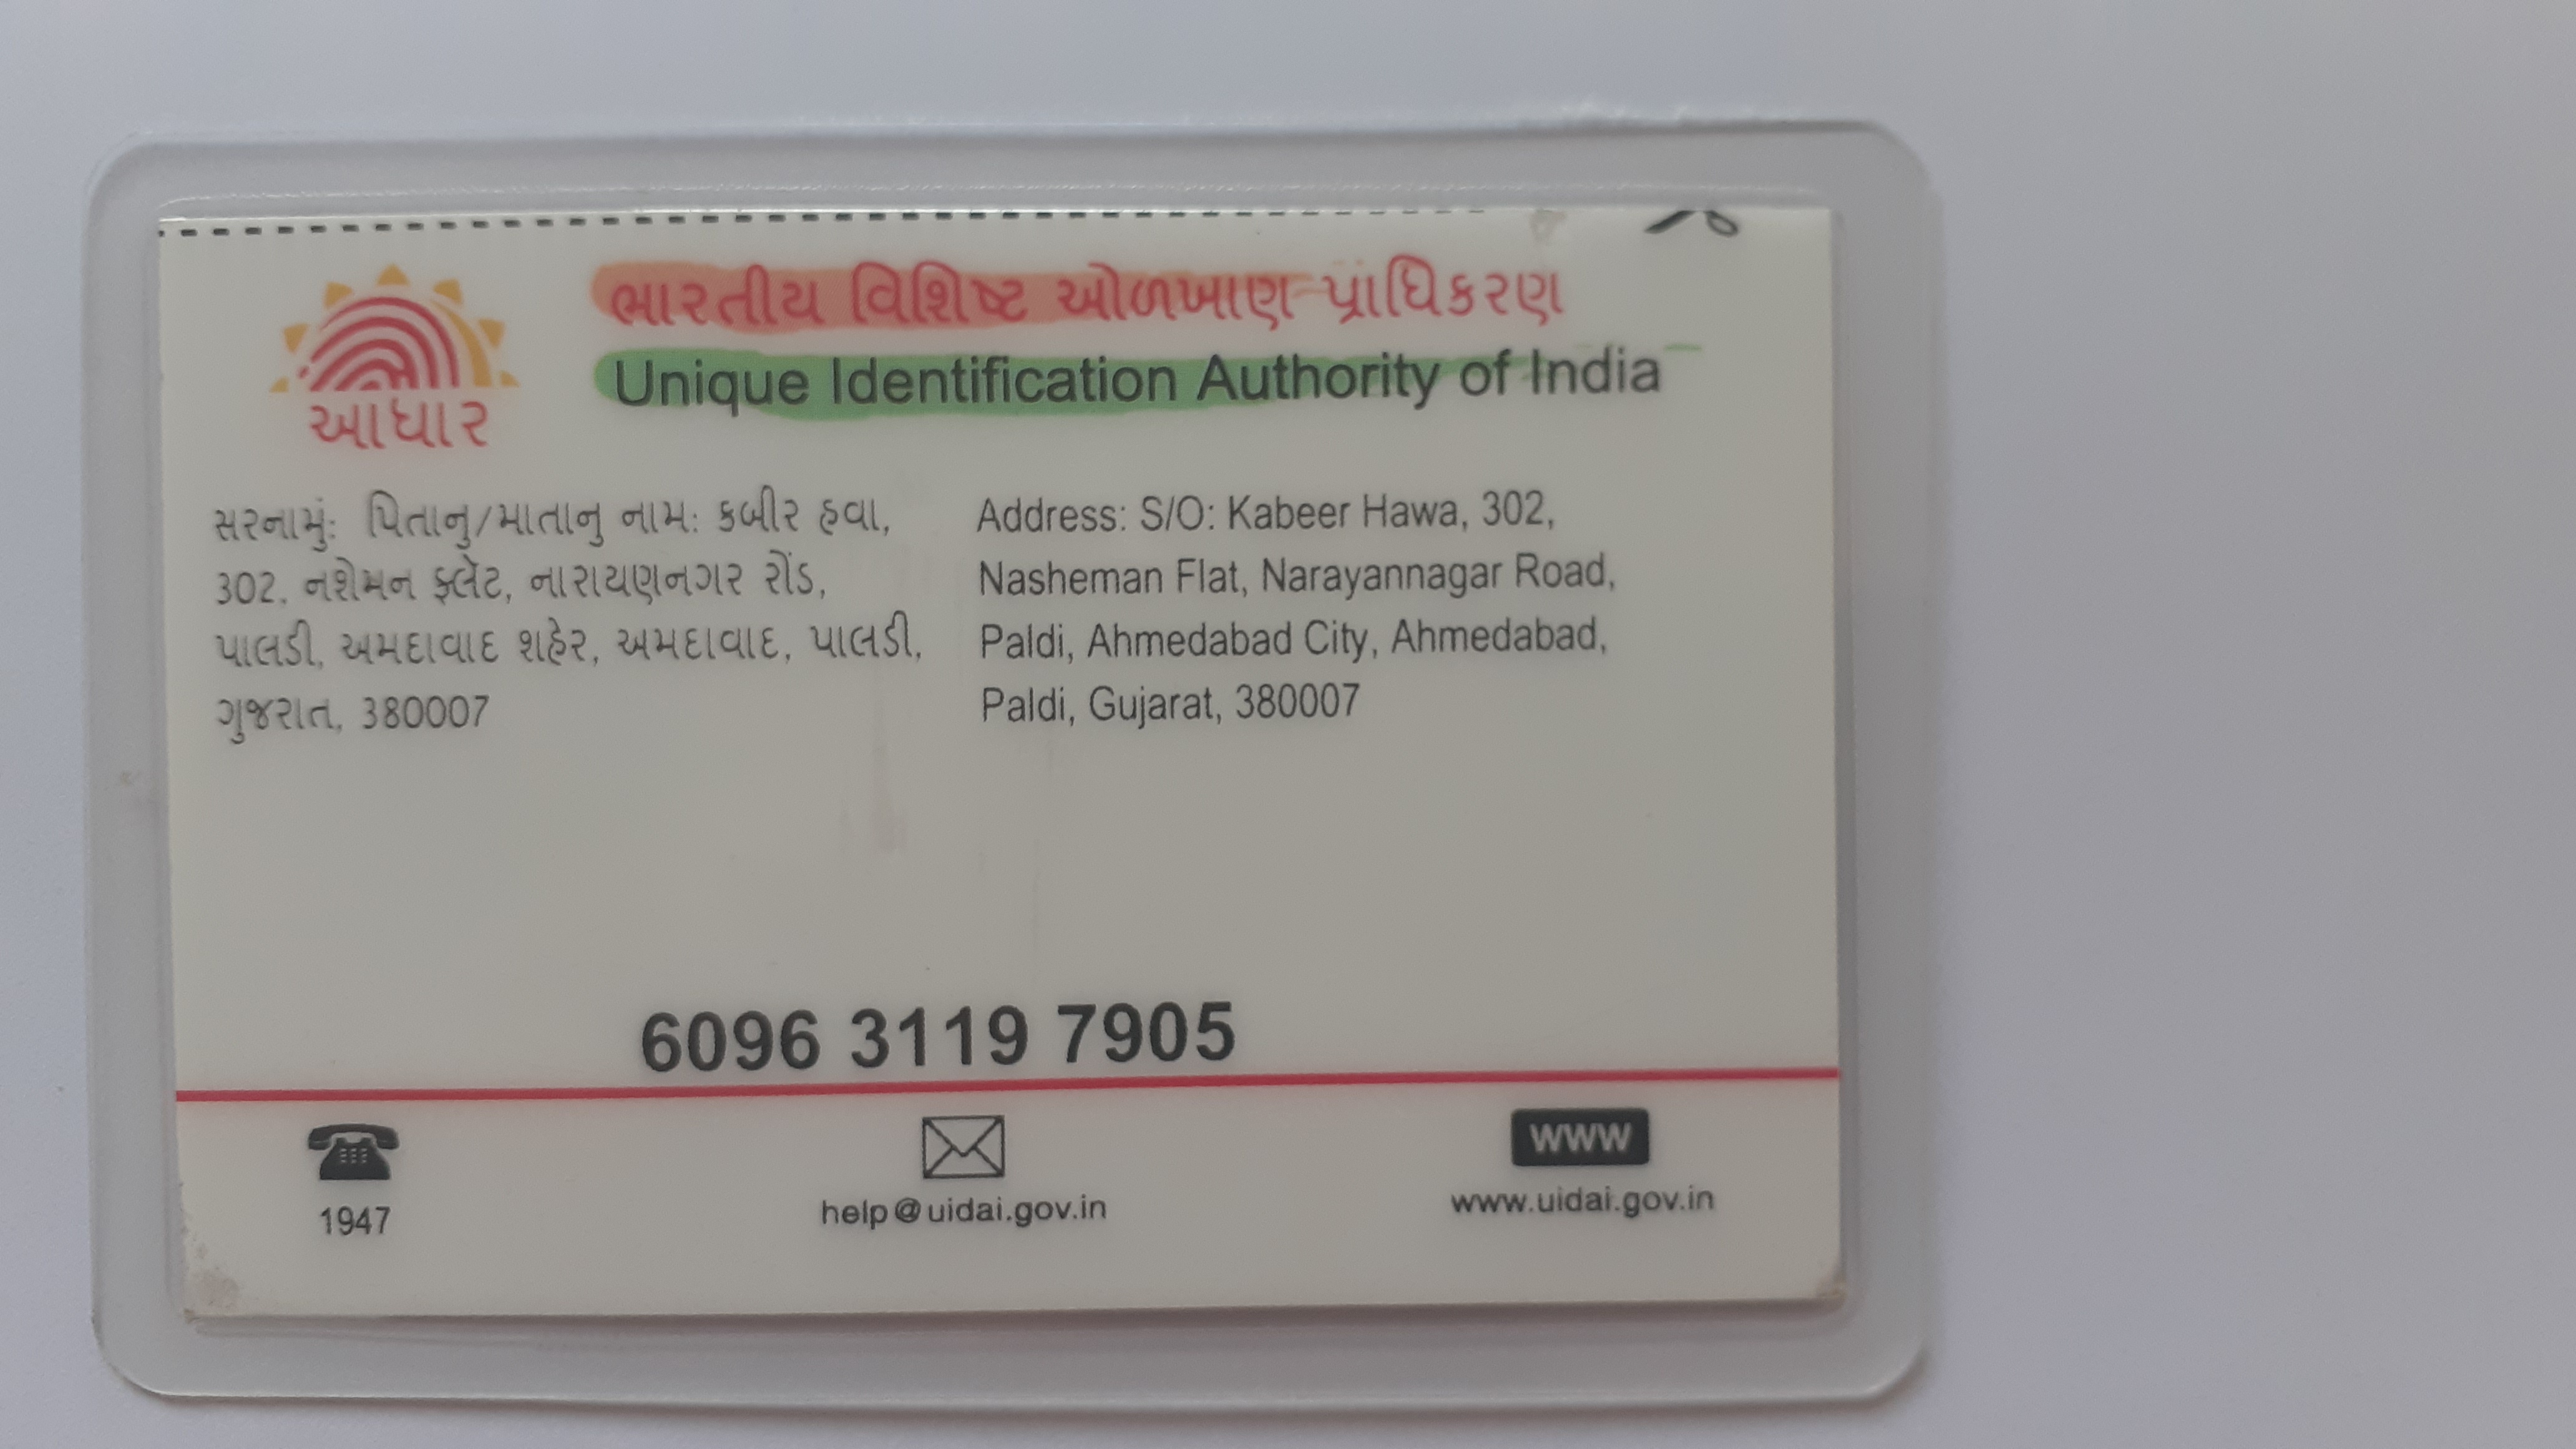 ભારતીય વિશિષ્ટ ઓળખાણ પ્રાધિકરણ
Unique Identification Authority of India
આધાર
સરનામું: પિતાનુ/માતાનુ નામ: કબીર હવા,
302, નશેમન ફ્લેટ, નારાયણનગર રોડ,
પાલડી, અમદાવાદ શહેર, અમદાવાદ, પાલડી,
ગુજરાત, 380007
Address: S/O: Kabeer Hawa, 302,
Nasheman Flat, Narayannagar Road,
Paldi, Ahmedabad City, Ahmedabad,
Paldi, Gujarat, 380007
6096 3119 7905
1947
help@uidai.gov.in
www
www.uidai.gov.in